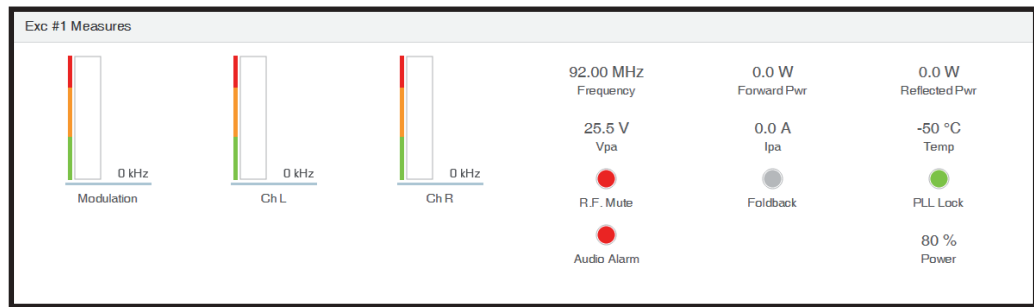 Exc #1 Measures
0 kHz
Modulation
0 kHz
Ch L
0 kHz
Ch R
92.00 MHz
Frequency
0.0 W
Forward Pwr
0.0 W
Reflected Pwr
25.5 V
Vpa
0.0 A
Ipa
-50 °C
Temp
R.F. Mute
Foldback
PLL Lock
Audio Alarm
80 %
Power